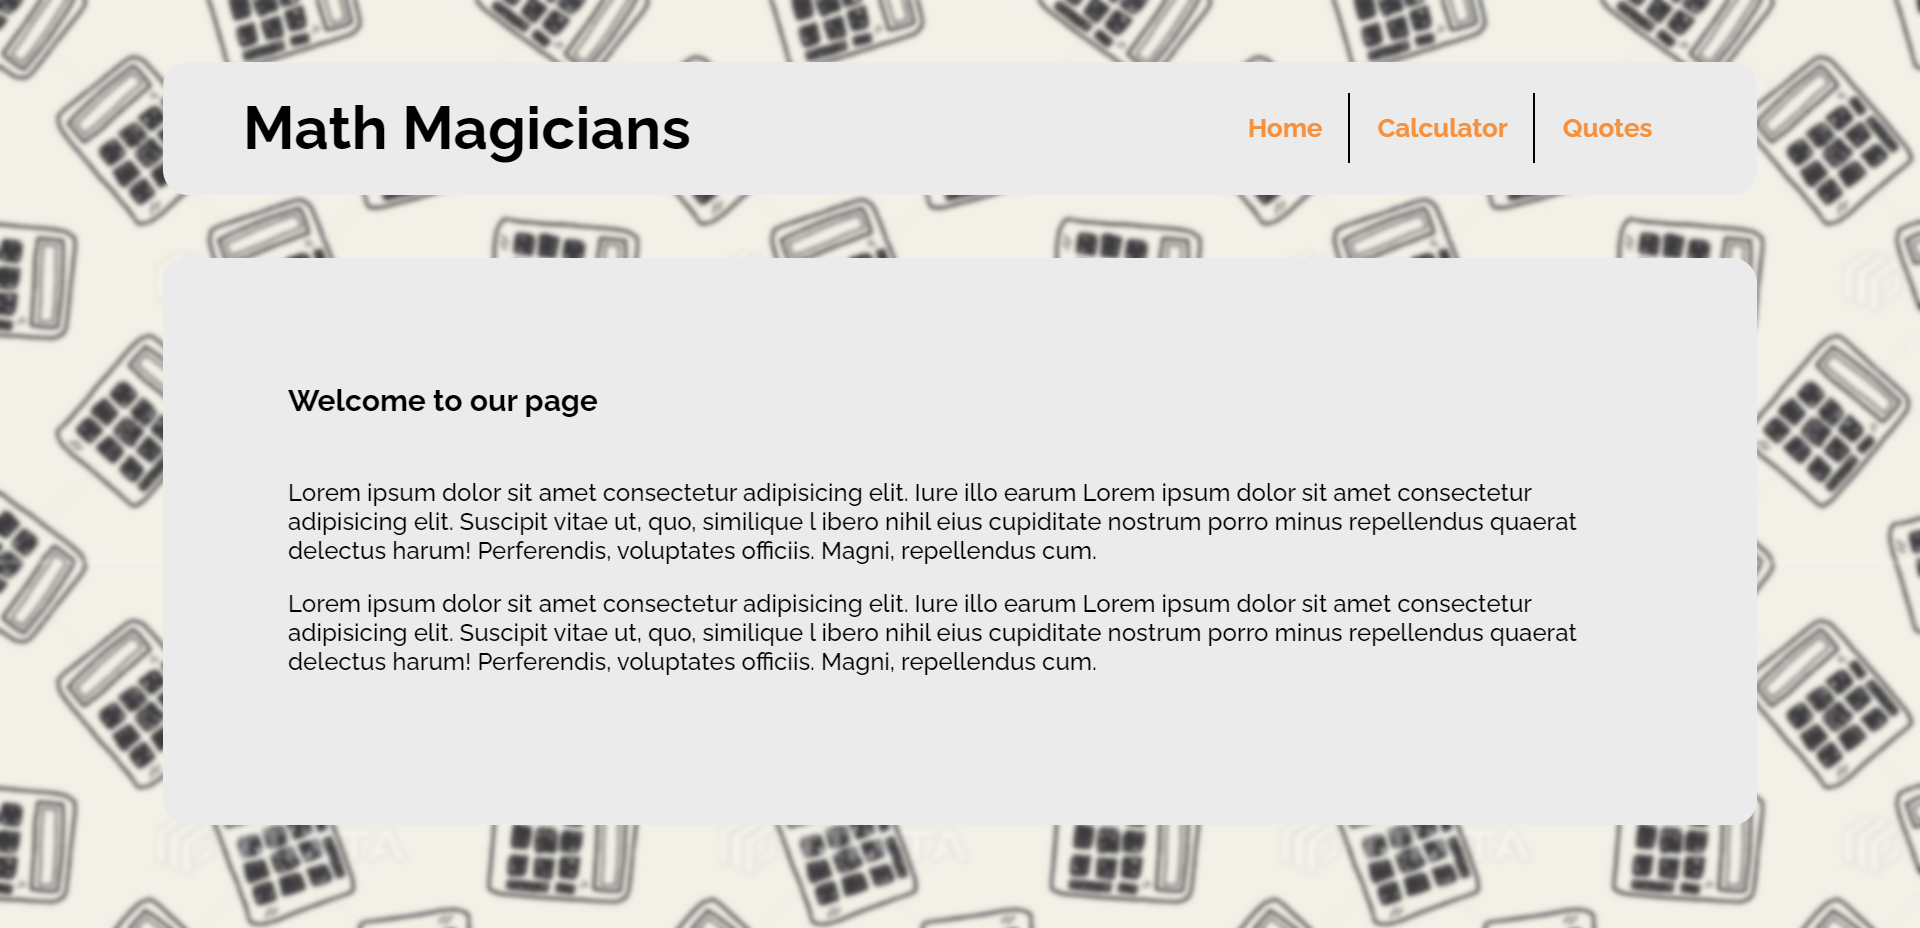 Math Magicians
Home
Calculator
Quotes
Welcome to our page
Lorem ipsum dolor sit amet consectetur adipisicing elit. Iure illo earum Lorem ipsum dolor sit amet consectetur
adipisicing elit. Suscipit vitae ut, quo, similique l ibero nihil eius cupiditate nostrum porro minus repellendus quaerat
delectus harum! Perferendis, voluptates officiis. Magni, repellendus cum.
Lorem ipsum dolor sit amet consectetur adipisicing elit. Iure illo earum Lorem ipsum dolor sit amet consectetur
adipisicing elit. Suscipit vitae ut, quo, similique l ibero nihil eius cupiditate nostrum porro minus repellendus quaerat
delectus harum! Perferendis, voluptates officiis. Magni, repellendus cum.